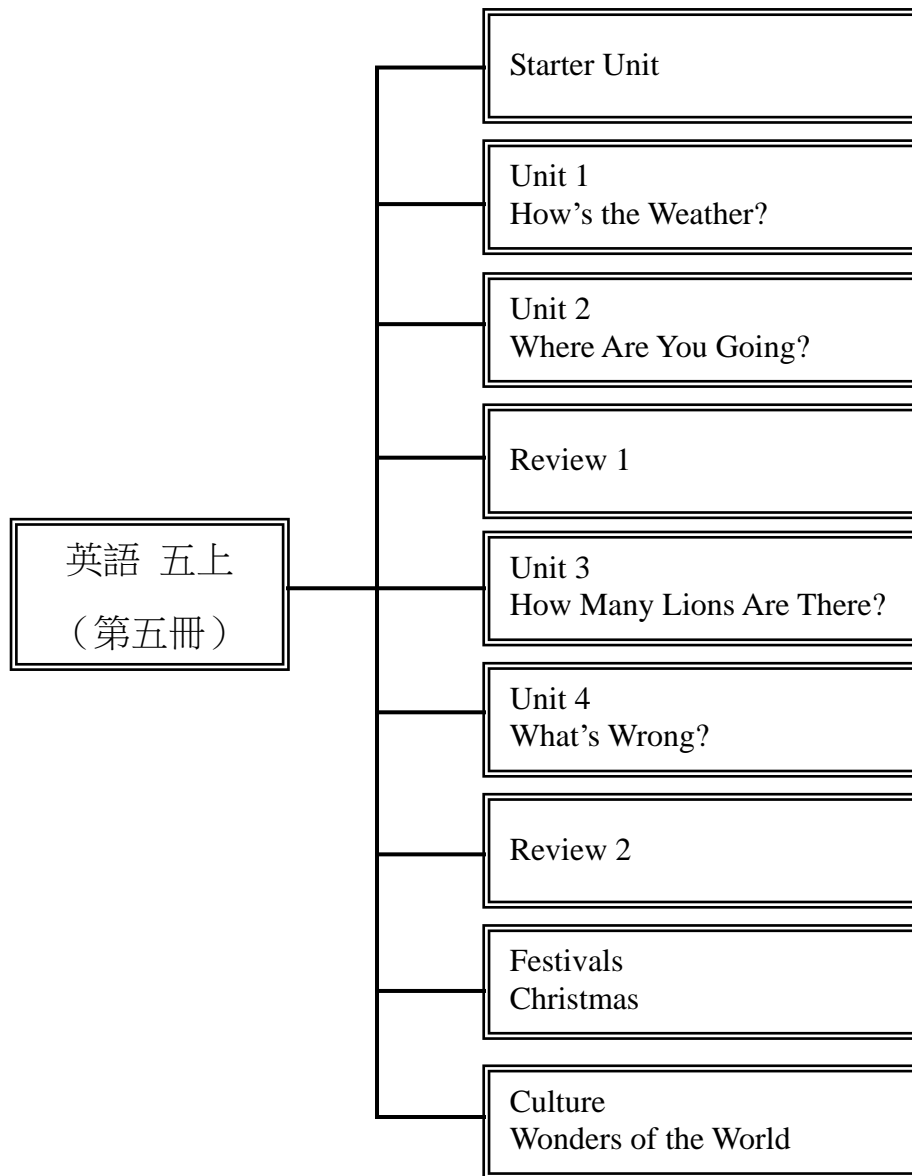 Starter Unit
Unit 1
How’s the Weather?
Unit 2
Where Are You Going?
Review 1
英語 五上
（第五冊）
Unit 3
How Many Lions Are There?
Unit 4
What’s Wrong?
Review 2
Festivals
Christmas
Culture
Wonders of the World